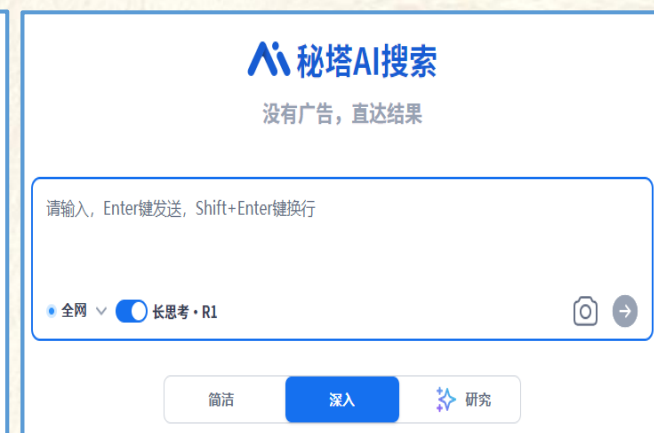 秘塔AI搜索
没有广告，直达结果
请输入，Enter键发送，Shift+Enter键换行
全网 长思考·R1
简洁 深入 研究